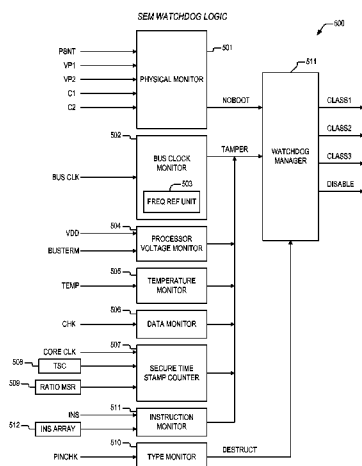 SEM WATCHDOG LOGIC
500
501
PSNT
VP1
VP2
C1
C2
PHYSICAL MONITOR
NOBOOT
511
WATCHDOG
MANAGER
CLASS1
CLASS2
CLASS3
DISABLE
502
BUS CLOCK
MONITOR
TAMPER
503
BUS CLK
FREQ REF UNIT
504
VDD
BUSTERM
PROCESSOR
VOLTAGE MONITOR
505
TEMP
TEMPERATURE
MONITOR
506
CHK
DATA MONITOR
507
CORE CLK
508
TSC
509
RATIO MSR
SECURE TIME
STAMP COUNTER
511
INS
512
INS ARRAY
INSTRUCTION
MONITOR
510
PINCHK
TYPE MONITOR
DESTRUCT